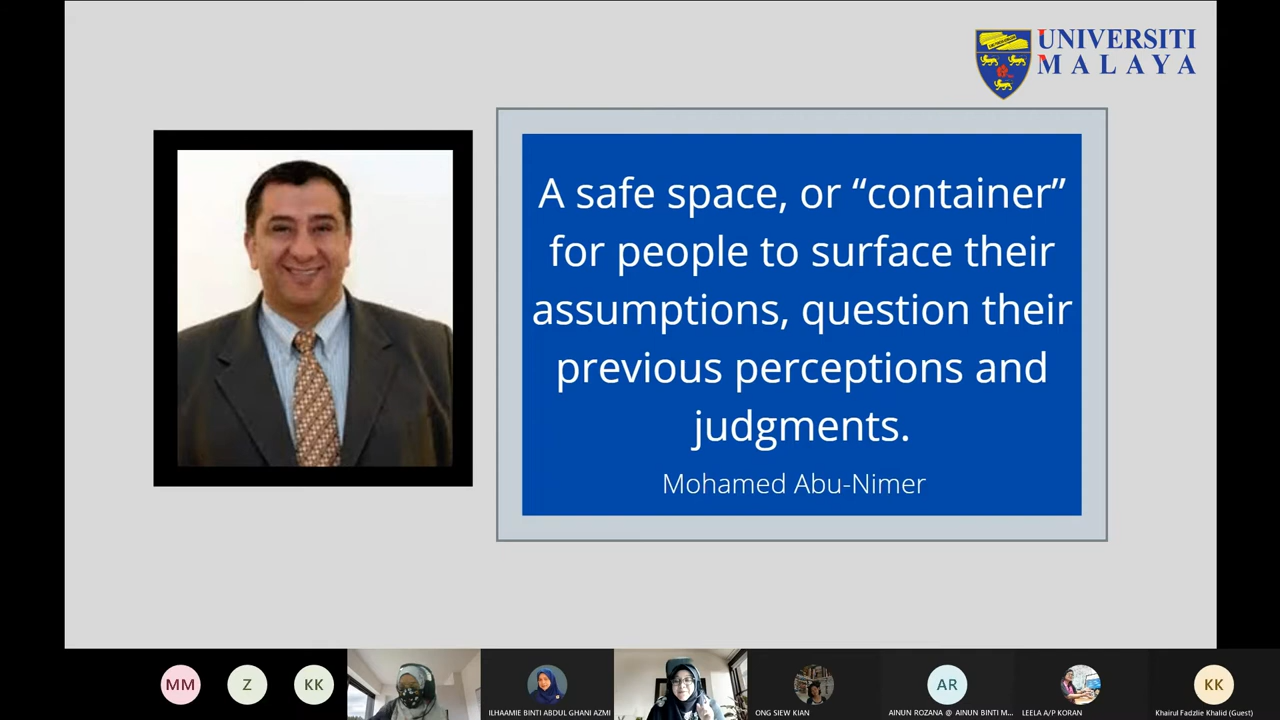 UNIVERSITI
MALAYA
A safe space, or “container”
for people to surface their
assumptions, question their
previous perceptions and
judgments.
Mohamed Abu-Nimer
MM
Z
KK
ILHAAMIE BINTI ABDUL GHANI AZMI
ONG SIEW KIAN
AR
AINUN ROZANA @ AINUN BINTI M...
LEELA A/P KORAN
KK
Khairul Fadzlie Khalid (Guest)